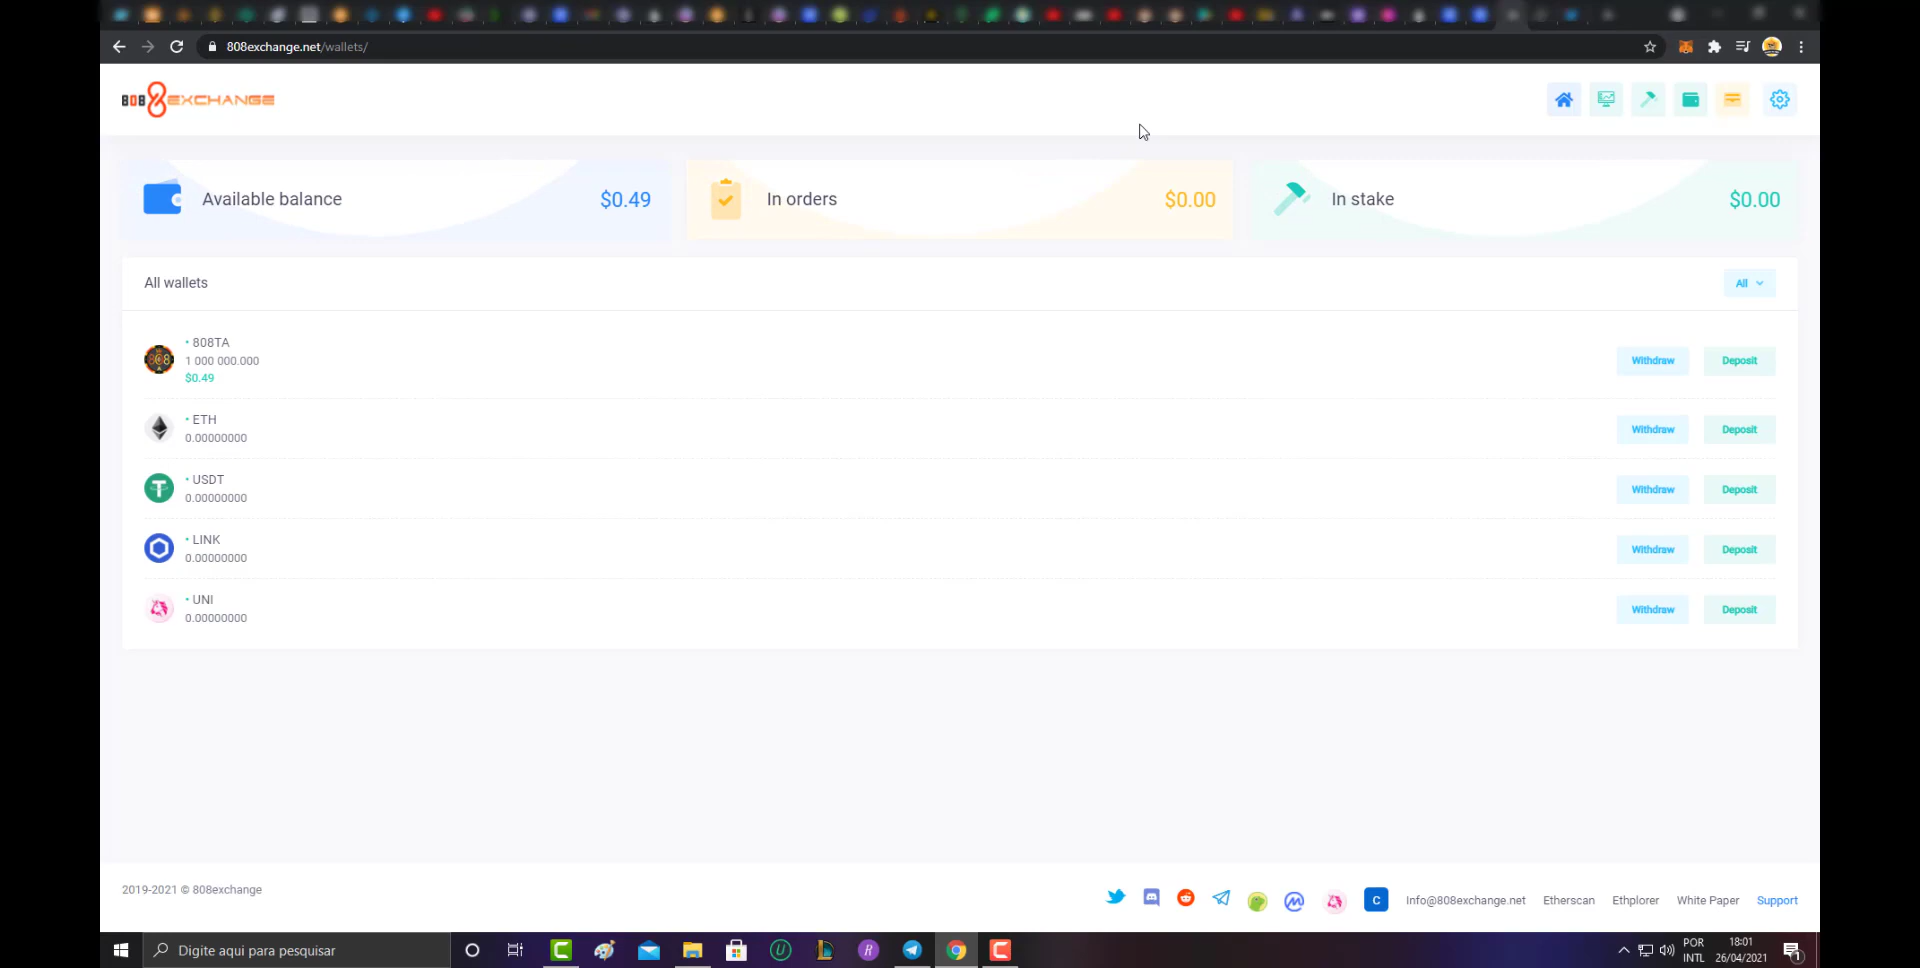 808exchange.net/wallets/
808 EXCHANGE
Available balance
$0.49
In orders
$0.00
In stake
$0.00
All wallets
All
808
808TA
1 000 000.000
$0.49
Withdraw
Deposit
ETH
0.00000000
Withdraw
Deposit
USDT
0.00000000
Withdraw
Deposit
LINK
0.00000000
Withdraw
Deposit
UNI
0.00000000
Withdraw
Deposit
2019-2021 © 808exchange
C
Info@808exchange.net
Etherscan
Ethplorer
White Paper
Support
Digite aqui para pesquisar
POR
INTL
18:01
26/04/2021
1